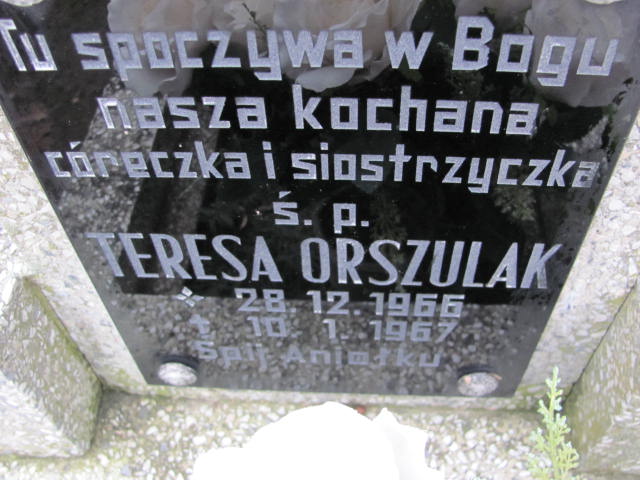 Tu spoczywa w Bogu
nasza kochana
córeczka i siostrzyczka
ś. p.
TERESA ORSZULAK
28. 12. 1966
✝ 10. 1. 1967
Śpij Aniołku